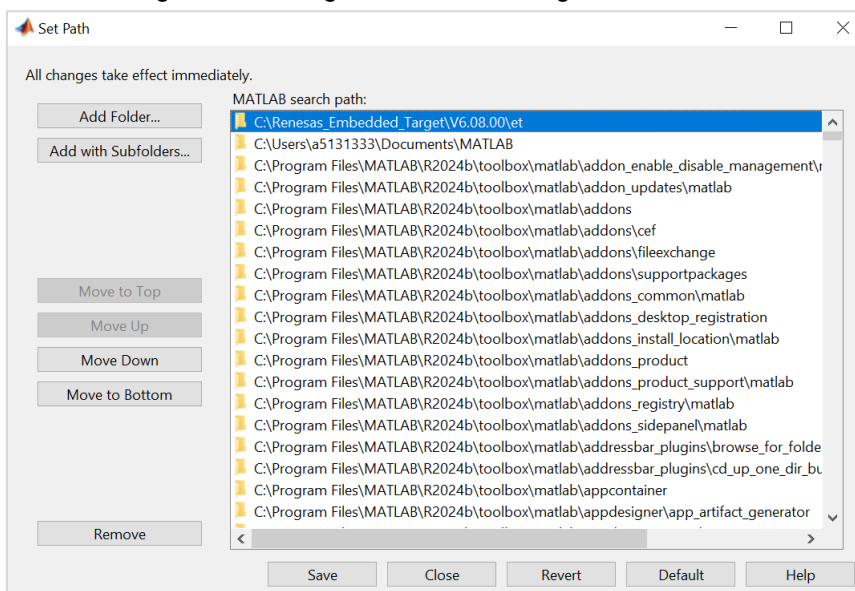 Set Path
All changes take effect immediately.
MATLAB search path:
Add Folder...
Add with Subfolders...
Move to Top
Move Up
Move Down
Move to Bottom
Remove
C:\Renesas_Embedded_Target\V6.08.00\et
C:\Users\a5131333\Documents\MATLAB
C:\Program Files\MATLAB\R2024b\toolbox\matlab\addon_enable_disable_management\
C:\Program Files\MATLAB\R2024b\toolbox\matlab\addon_updates\matlab
C:\Program Files\MATLAB\R2024b\toolbox\matlab\addons
C:\Program Files\MATLAB\R2024b\toolbox\matlab\addons\cef
C:\Program Files\MATLAB\R2024b\toolbox\matlab\addons\fileexchange
C:\Program Files\MATLAB\R2024b\toolbox\matlab\addons\supportpackages
C:\Program Files\MATLAB\R2024b\toolbox\matlab\addons_common\matlab
C:\Program Files\MATLAB\R2024b\toolbox\matlab\addons_desktop_registration
C:\Program Files\MATLAB\R2024b\toolbox\matlab\addons_install_location\matlab
C:\Program Files\MATLAB\R2024b\toolbox\matlab\addons_product
C:\Program Files\MATLAB\R2024b\toolbox\matlab\addons_product_support\matlab
C:\Program Files\MATLAB\R2024b\toolbox\matlab\addons_registry\matlab
C:\Program Files\MATLAB\R2024b\toolbox\matlab\addons_sidepanel\matlab
C:\Program Files\MATLAB\R2024b\toolbox\matlab\addressbar_plugins\browse_for_folde
C:\Program Files\MATLAB\R2024b\toolbox\matlab\addressbar_plugins\cd_up_one_dir_bu
C:\Program Files\MATLAB\R2024b\toolbox\matlab\appcontainer
C:\Program Files\MATLAB\R2024b\toolbox\matlab\appdesigner\app_artifact_generator
Save Close Revert Default Help